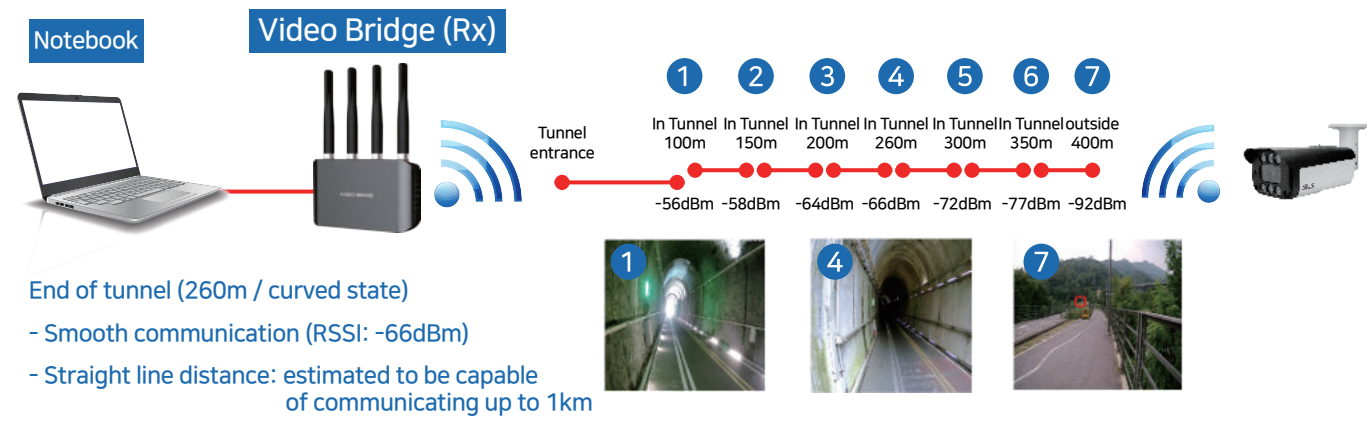 Notebook
Video Bridge (Rx)
VIDEO BRIDGE
Tunnel
entrance
1 2 3 4 5 6 7
In Tunnel In Tunnel In Tunnel In Tunnel In Tunnel In Tunnel outside
100m 150m 200m 260m 300m 350m 400m
-56dBm -58dBm -64dBm -66dBm -72dBm -77dBm -92dBm
1 4 7
End of tunnel (260m / curved state)
- Smooth communication (RSSI: -66dBm)
- Straight line distance: estimated to be capable
of communicating up to 1km